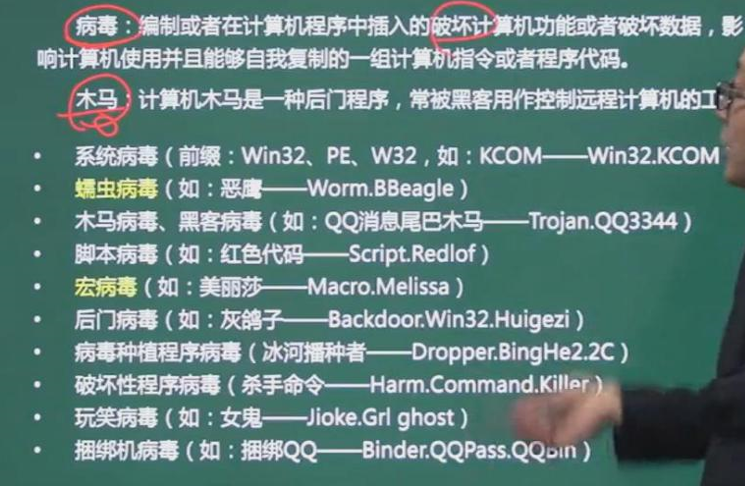 病毒：编制或者在计算机程序中插入的破坏计算机功能或者破坏数据，影
响计算机使用并且能够自我复制的一组计算机指令或者程序代码。
木马：计算机木马是一种后门程序，常被黑客用作控制远程计算机的工
• 系统病毒（前缀：Win32、PE、W32，如：KCOM——Win32.KCOM
• 蠕虫病毒（如：恶鹰——Worm.BBeagle）
• 木马病毒、黑客病毒（如：QQ消息尾巴木马——Trojan.QQ3344）
• 脚本病毒（如：红色代码——Script.Redlof）
• 宏病毒（如：美丽莎——Macro.Melissa）
• 后门病毒（如：灰鸽子——Backdoor.Win32.Huigezi）
• 病毒种植程序病毒（冰河播种者——Dropper.BingHe2.2C）
• 破坏性程序病毒（杀手命令——Harm.Command.Killer）
• 玩笑病毒（如：女鬼——Jioke.Grl ghost）
• 捆绑机病毒（如：捆绑QQ——Binder.QQPass.QQBin）